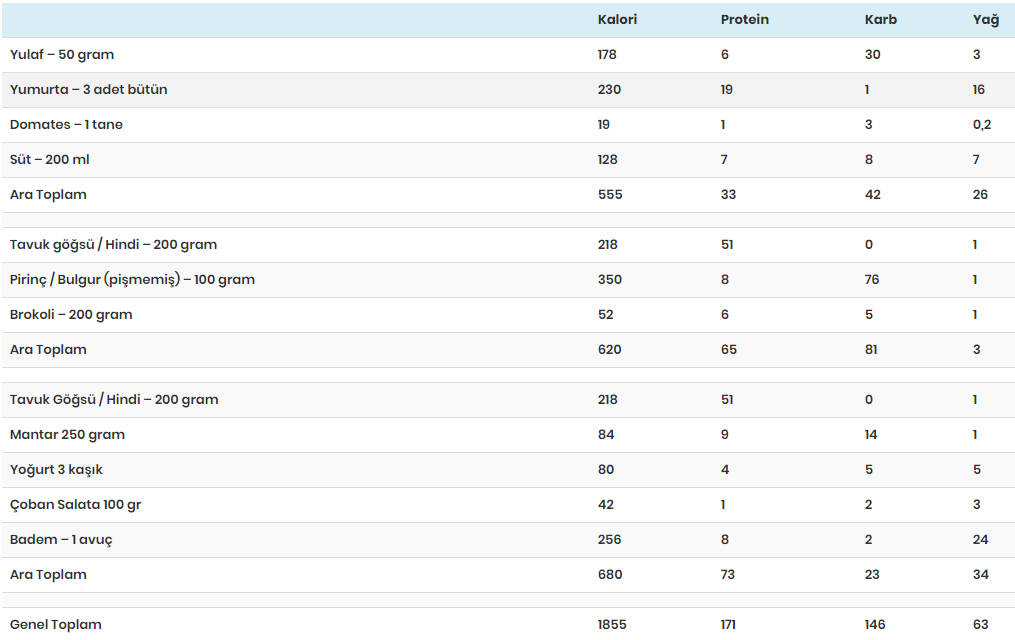 Kalori Protein Karb Yağ
Yulaf – 50 gram 178 6 30 3
Yumurta – 3 adet bütün 230 19 1 16
Domates – 1 tane 19 1 3 0,2
Süt – 200 ml 128 7 8 7
Ara Toplam 555 33 42 26
Tavuk göğsü / Hindi – 200 gram 218 51 0 1
Pirinç / Bulgur (pişmemiş) – 100 gram 350 8 76 1
Brokoli – 200 gram 52 6 5 1
Ara Toplam 620 65 81 3
Tavuk Göğsü / Hindi – 200 gram 218 51 0 1
Mantar 250 gram 84 9 14 1
Yoğurt 3 kaşık 80 4 5 5
Çoban Salata 100 gr 42 1 2 3
Badem – 1 avuç 256 8 2 24
Ara Toplam 680 73 23 34
Genel Toplam 1855 171 146 63